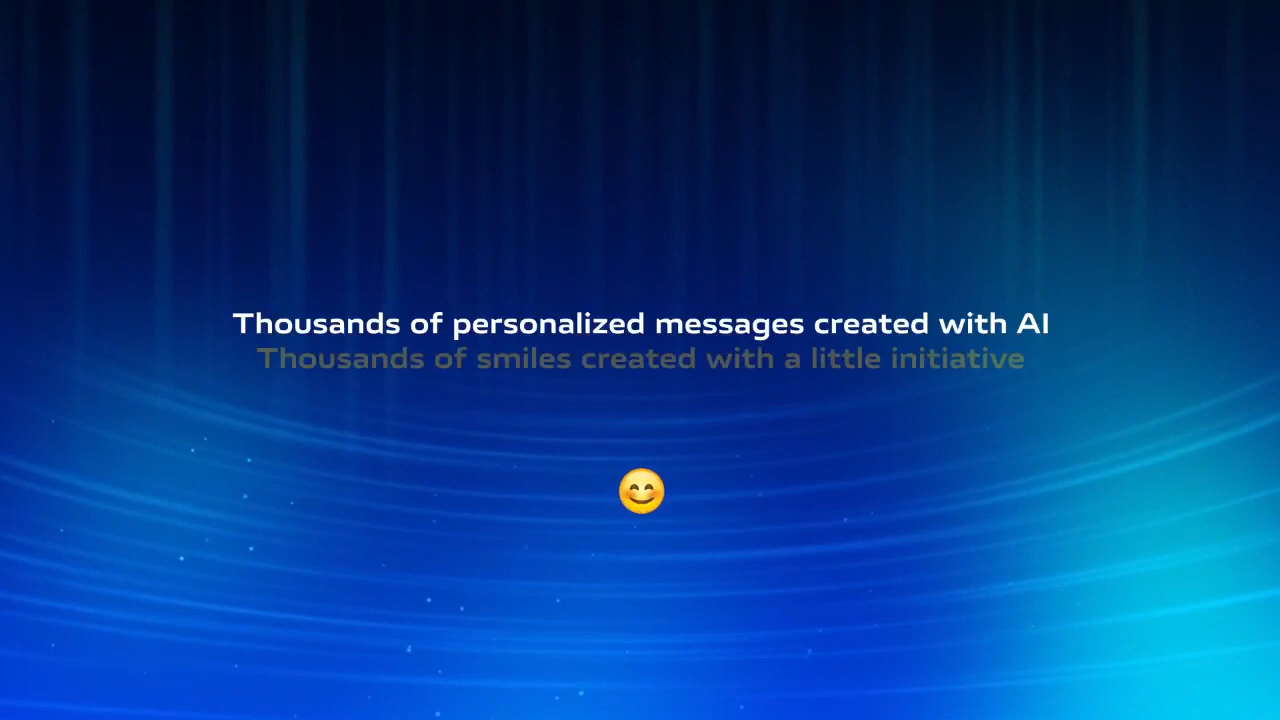 Thousands of personalized messages created with AI
Thousands of smiles created with a little initiative